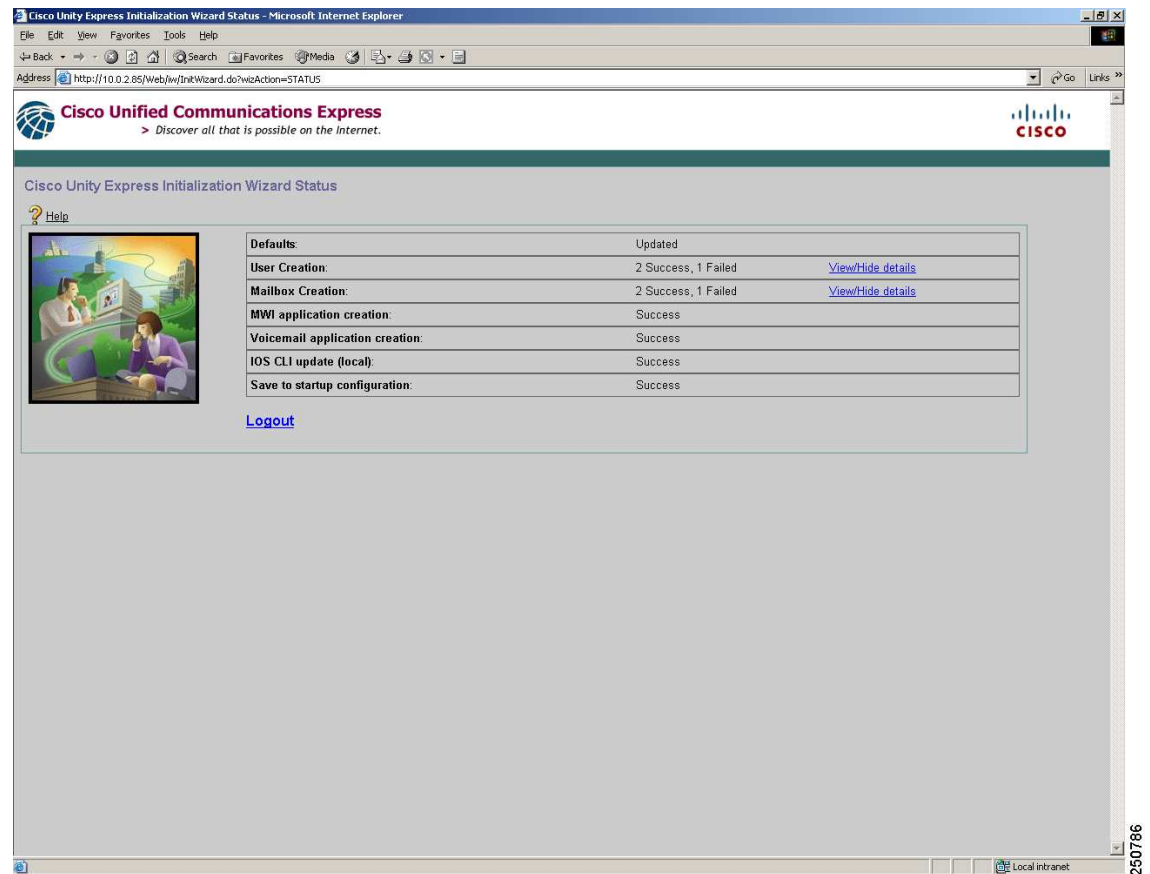 Cisco Unity Express Initialization Wizard Status - Microsoft Internet Explorer
File Edit View Favorites Tools Help
Back Search Favorites Media
Address http://10.0.2.85/Web/iw/InitWizard.do?wizAction=STATUS Go Links »
Cisco Unified Communications Express
> Discover all that is possible on the Internet.
CISCO
Cisco Unity Express Initialization Wizard Status
? Help
Defaults: Updated
User Creation: 2 Success, 1 Failed View/Hide details
Mailbox Creation: 2 Success, 1 Failed View/Hide details
MWI application creation: Success
Voicemail application creation: Success
IOS CLI update (local): Success
Save to startup configuration: Success
Logout
Local intranet
250786